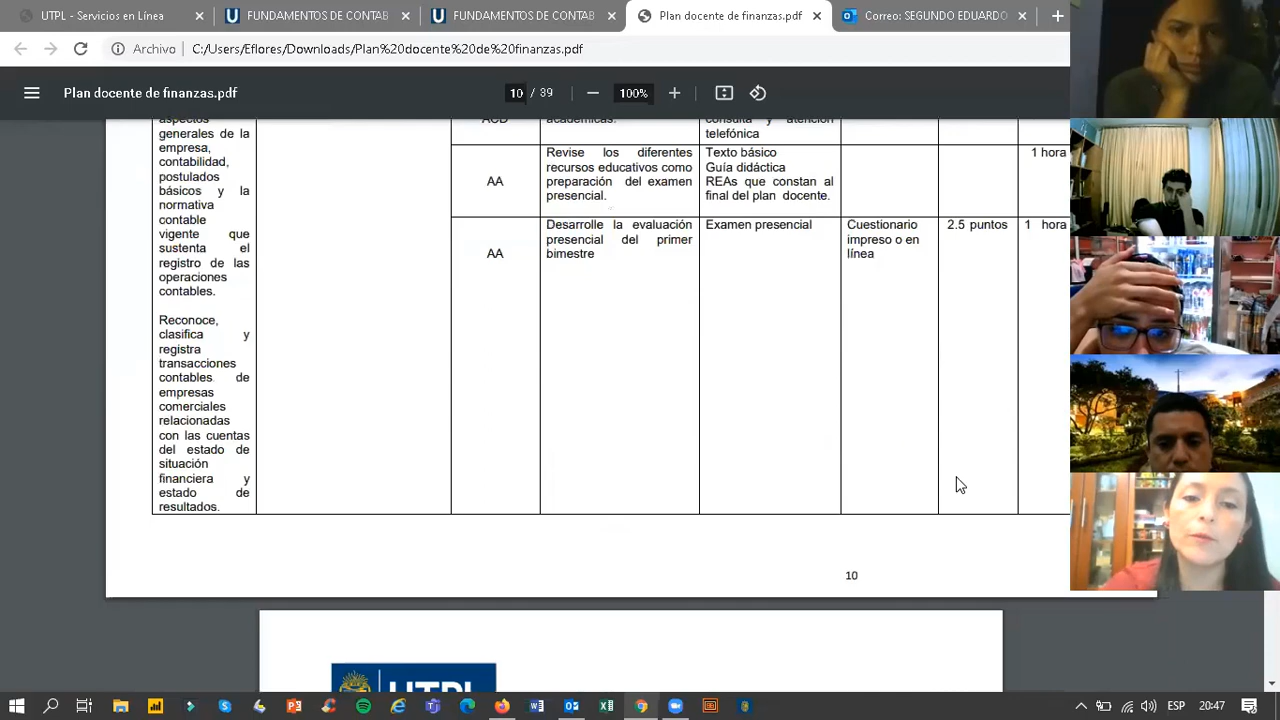 UTPL - Servicios en Línea
FUNDAMENTOS DE CONTAB
FUNDAMENTOS DE CONTAB
Plan docente de finanzas.pdf
Correo: SEGUNDO EDUARDO
Archivo
C:/Users/Eflores/Downloads/Plan%20docente%20de%20finanzas.pdf
Plan docente de finanzas.pdf
10 / 39
100%
aspectos
generales de la
empresa,
contabilidad,
postulados
básicos y la
normativa
contable
vigente que
sustenta el
registro de las
operaciones
contables.
Reconoce,
clasifica y
registra
transacciones
contables de
empresas
comerciales
relacionadas
con las cuentas
del estado de
situación
financiera y
estado de
resultados.
ACD
académicas.
consulta y atención
telefónica
AA
Revise los diferentes
recursos educativos como
preparación del examen
presencial.
Texto básico
Guía didáctica
REAs que constan al
final del plan docente.
1 hora
AA
Desarrolle la evaluación
presencial del primer
bimestre
Examen presencial
Cuestionario
impreso o en
línea
2.5 puntos
1 hora
10
UTPL
ESP
20:47